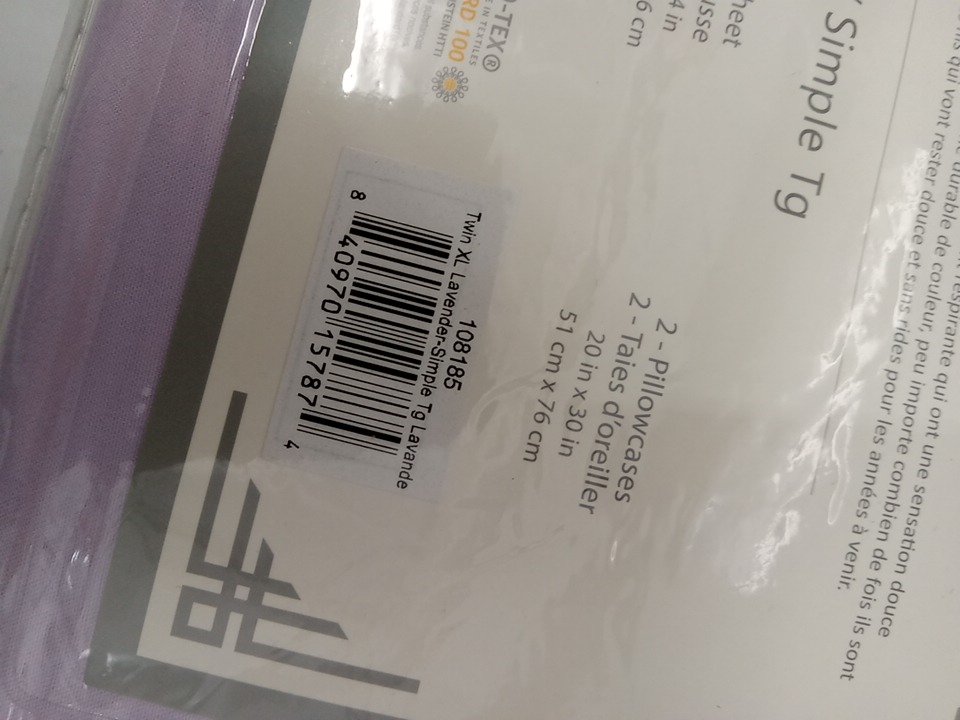 durable de couleur, peu importe combien de fois ils sont
respirante qui ont une sensation douce
qui vont rester douce et sans rides pour les années à venir.
Simple Tg
heet
usse
4 in
6 cm
2 - Pillowcases
2 - Taies d'oreiller
20 in x 30 in
51 cm x 76 cm
-TEX®
IN TEXTILES
RD 100
108185
Twin XL Lavender-Simple Tg Lavande
8 40970 15787 4